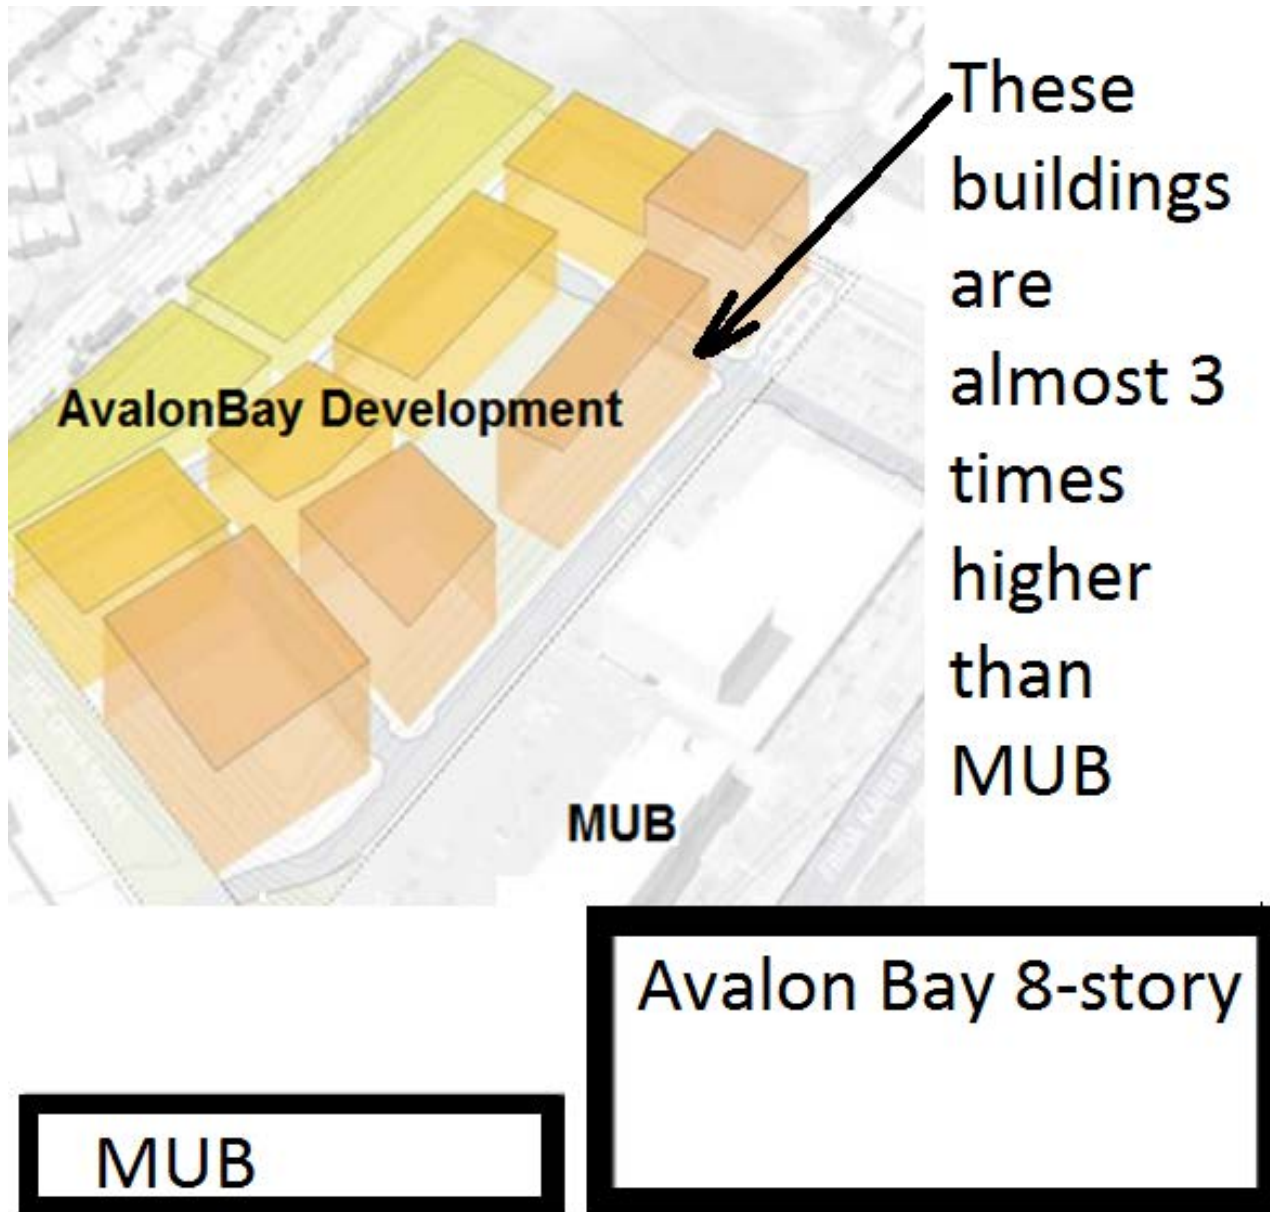 These
buildings
are
almost 3
times
higher
than
MUB
AvalonBay Development
MUB
Avalon Bay 8-story
MUB